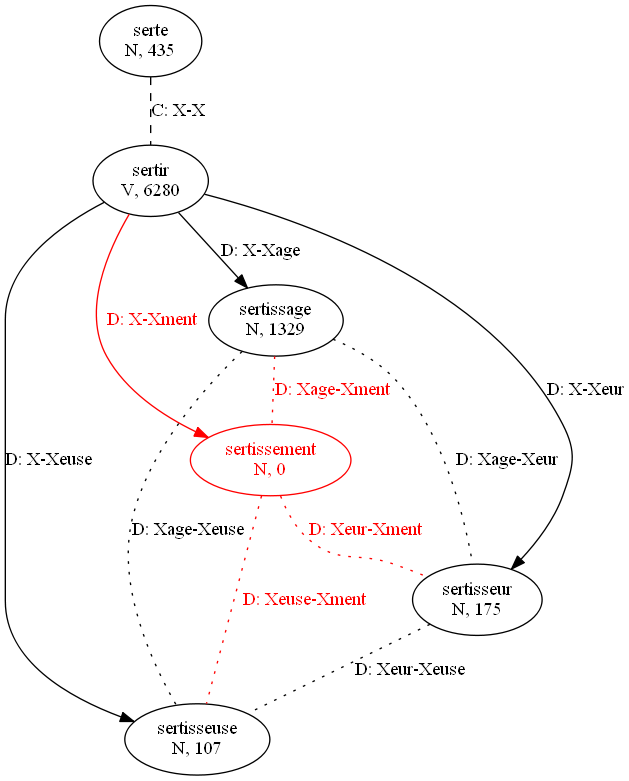 serte
N, 435
C: X-X
sertir
V, 6280
D: X-Xage
sertissage
N, 1329
D: X-Xment
D: Xage-Xment
D: X-Xeur
sertissement
N, 0
D: X-Xeuse
D: Xage-Xeur
D: Xage-Xeuse
D: Xeur-Xment
sertisseur
N, 175
D: Xeuse-Xment
D: Xeur-Xeuse
sertisseuse
N, 107